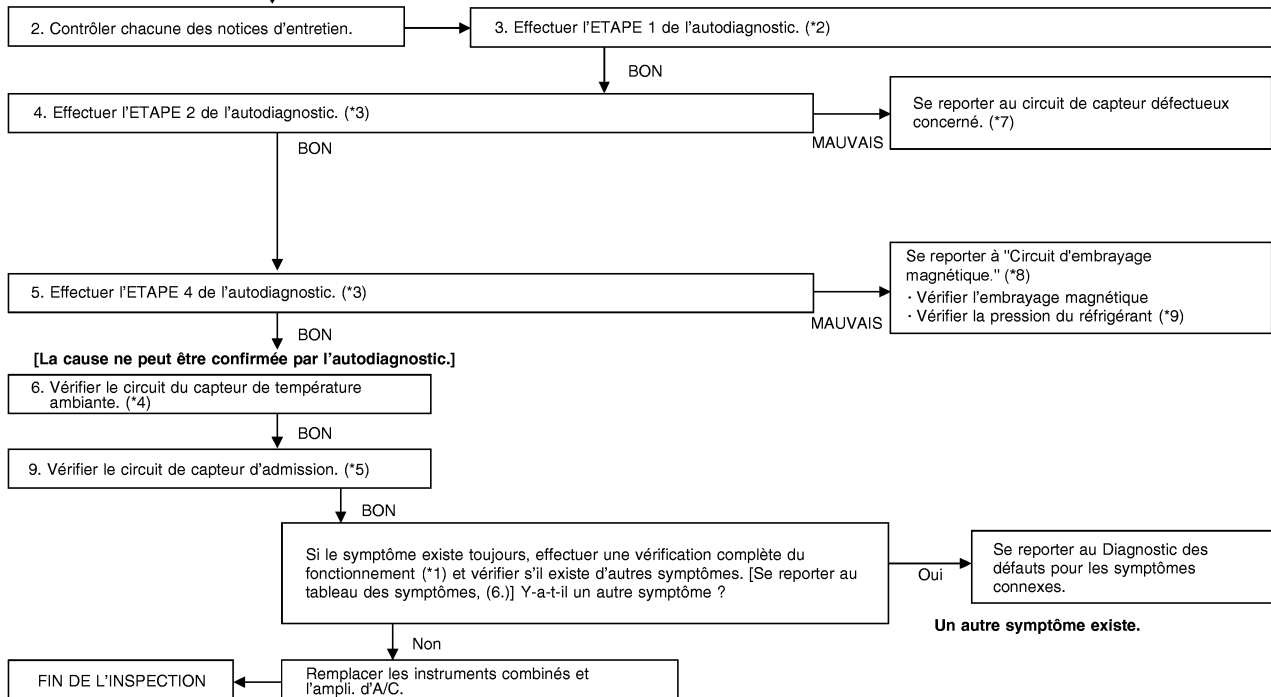 2. Contrôler chacune des notices d'entretien.
3. Effectuer l'ETAPE 1 de l'autodiagnostic. (*2)
BON
4. Effectuer l'ETAPE 2 de l'autodiagnostic. (*3)
MAUVAIS
Se reporter au circuit de capteur défectueux
concerné. (*7)
BON
5. Effectuer l'ETAPE 4 de l'autodiagnostic. (*3)
MAUVAIS
Se reporter à "Circuit d'embrayage
magnétique." (*8)
· Vérifier l'embrayage magnétique
· Vérifier la pression du réfrigérant (*9)
BON
[La cause ne peut être confirmée par l'autodiagnostic.]
6. Vérifier le circuit du capteur de température
ambiante. (*4)
BON
9. Vérifier le circuit de capteur d'admission. (*5)
BON
Si le symptôme existe toujours, effectuer une vérification complète du
fonctionnement (*1) et vérifier s'il existe d'autres symptômes. [Se reporter au
tableau des symptômes, (6.)] Y-a-t-il un autre symptôme ?
Oui
Se reporter au Diagnostic des
défauts pour les symptômes
connexes.
Un autre symptôme existe.
Non
Remplacer les instruments combinés et
l'ampli. d'A/C.
FIN DE L'INSPECTION